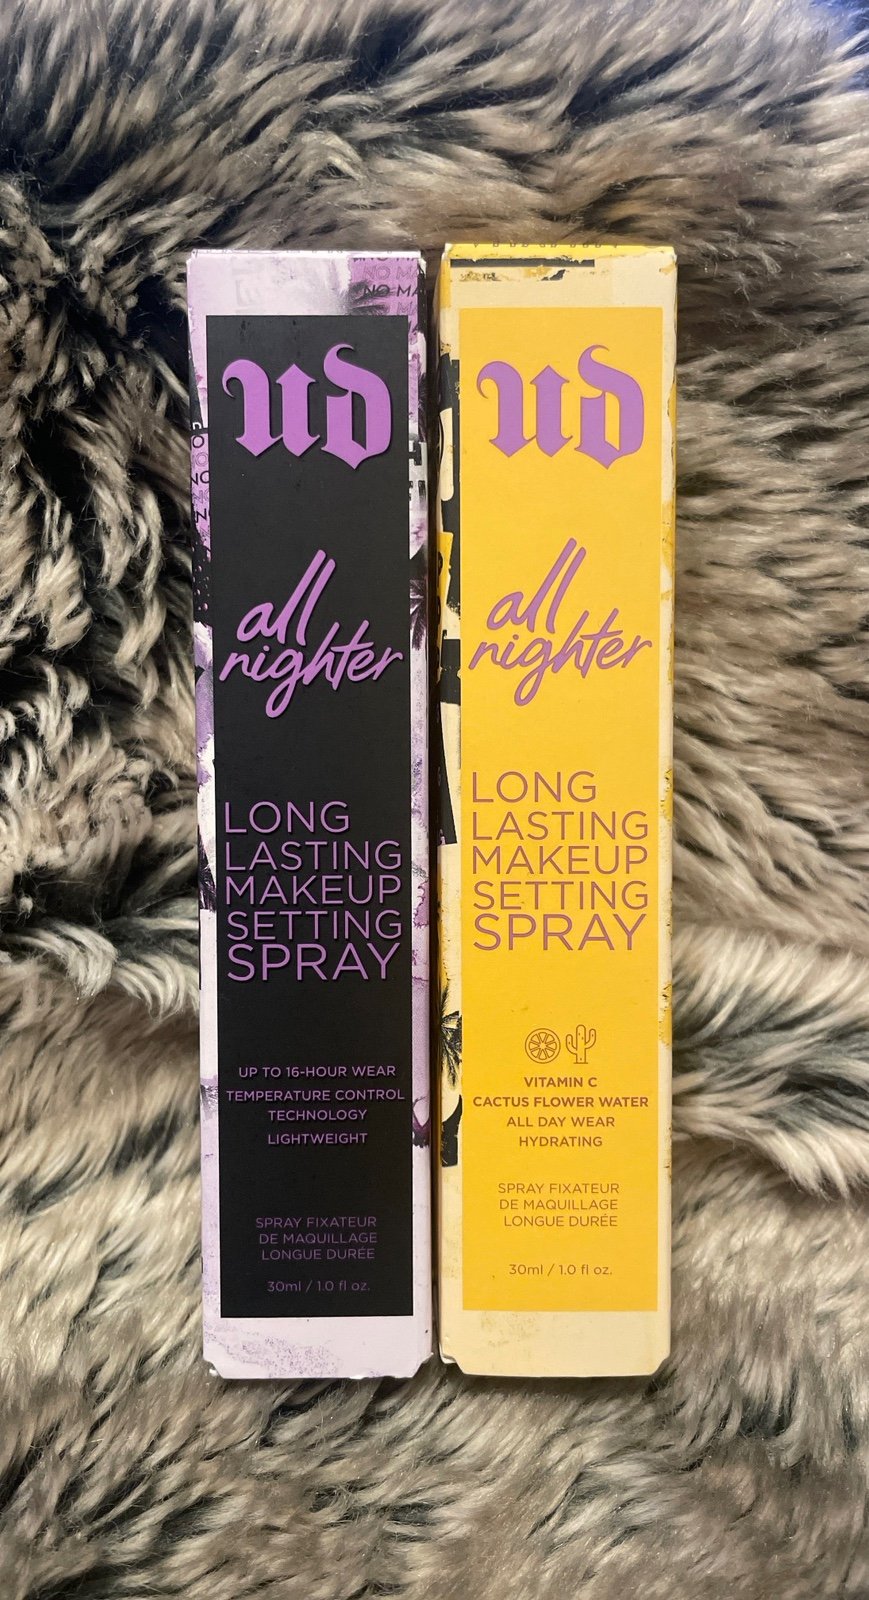 ud
all
nighter
LONG
LASTING
MAKEUP
SETTING
SPRAY
UP TO 16-HOUR WEAR
TEMPERATURE CONTROL
TECHNOLOGY
LIGHTWEIGHT
SPRAY FIXATEUR
DE MAQUILLAGE
LONGUE DURÉE
30ml / 1.0 fl oz.
ud
all
nighter
LONG
LASTING
MAKEUP
SETTING
SPRAY
VITAMIN C
CACTUS FLOWER WATER
ALL DAY WEAR
HYDRATING
SPRAY FIXATEUR
DE MAQUILLAGE
LONGUE DURÉE
30ml / 1.0 fl oz.